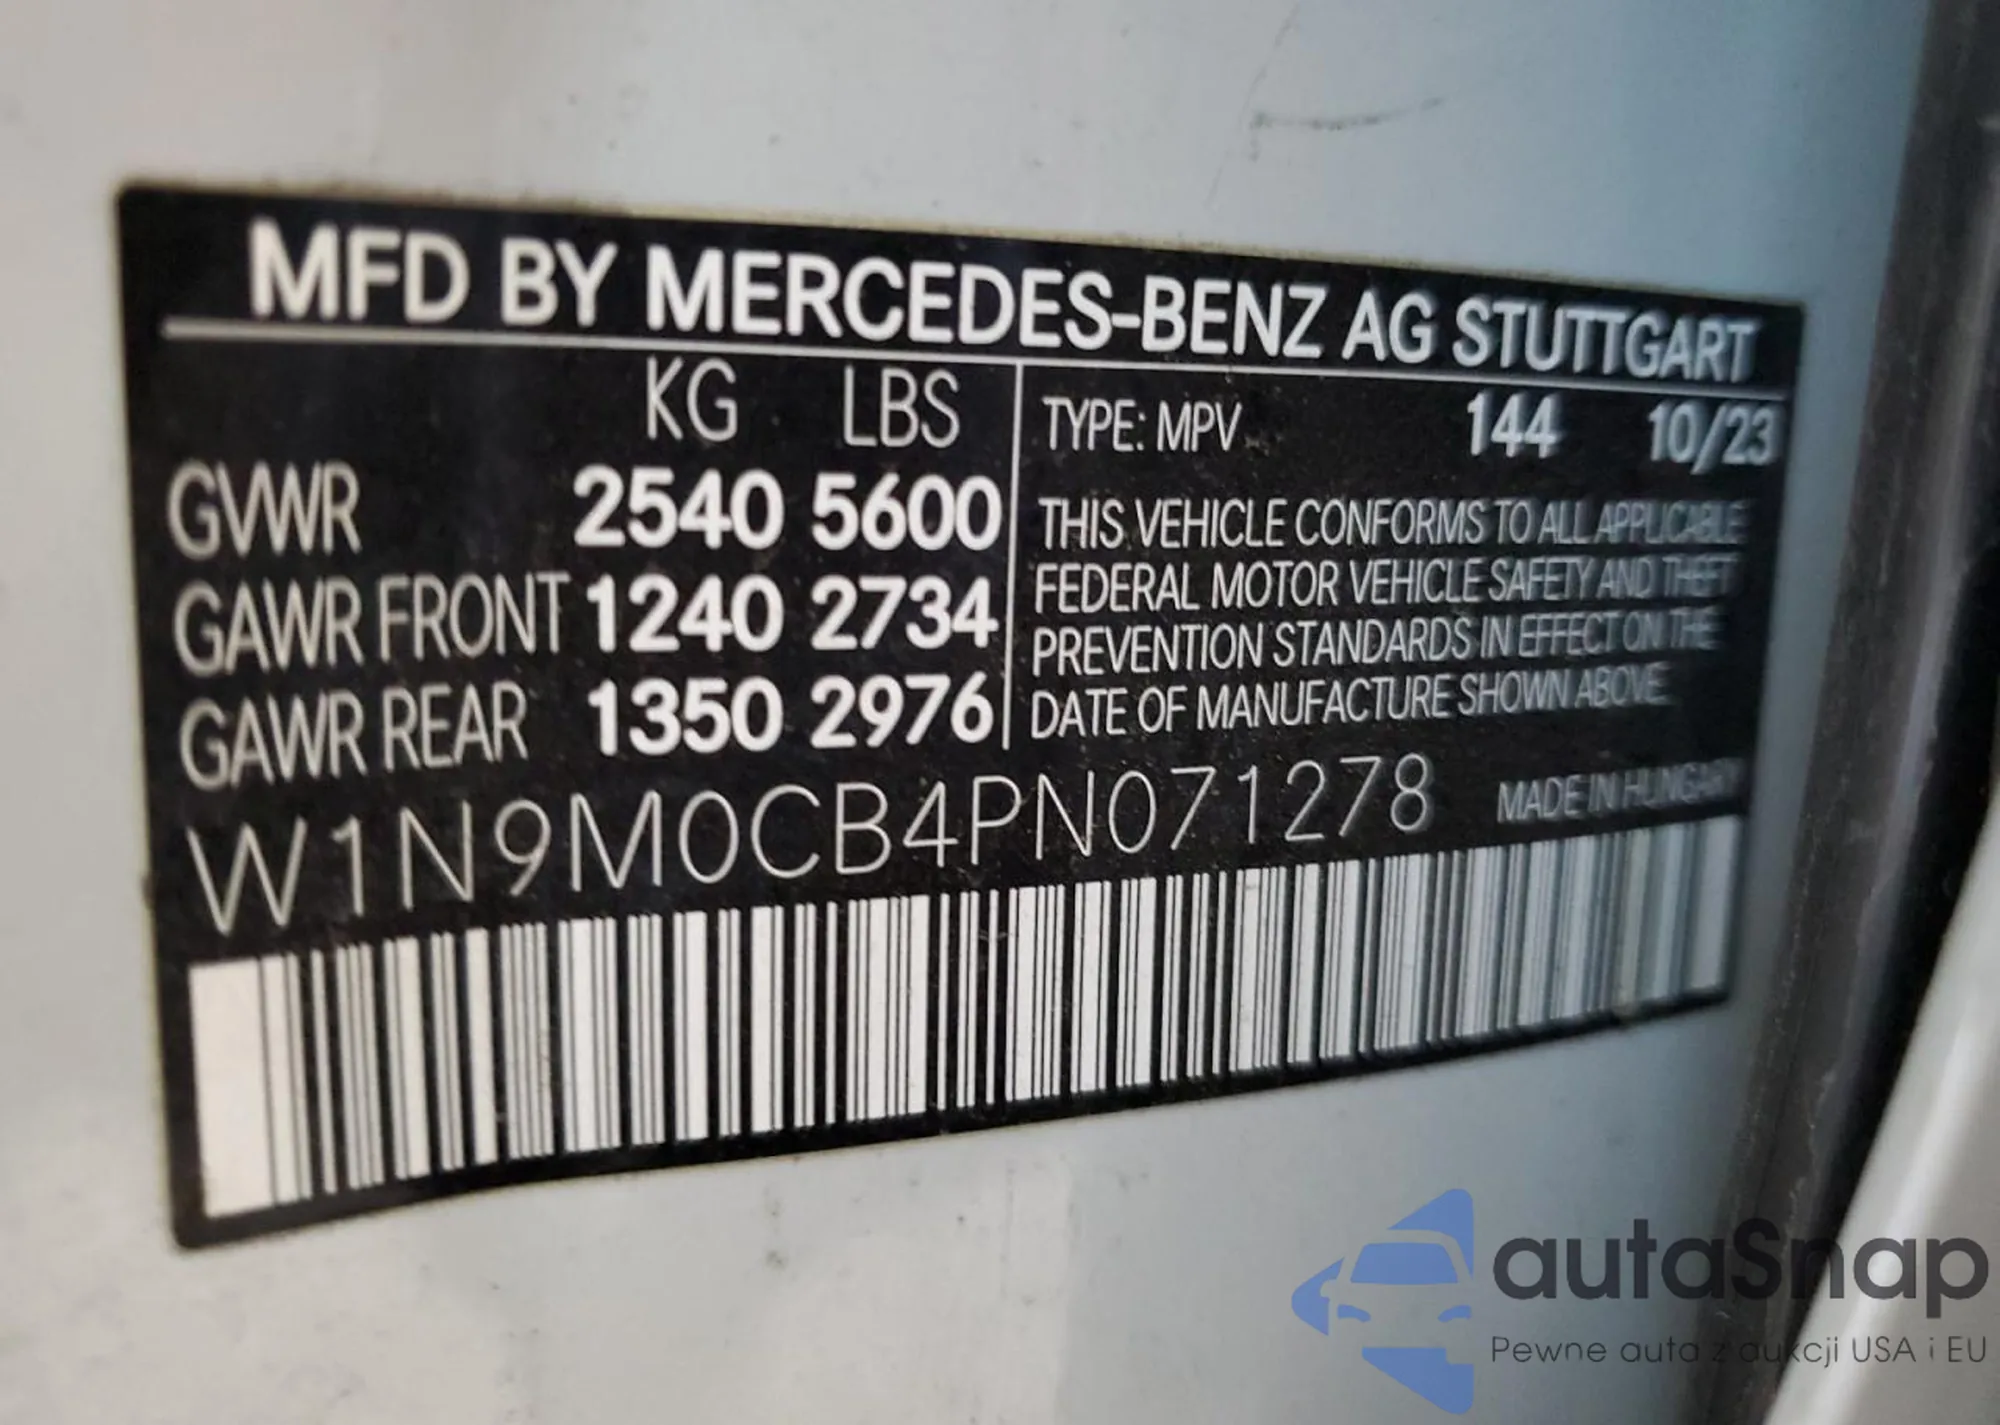 MFD BY MERCEDES-BENZ AG STUTTGART
KG LBS
GVWR 2540 5600
GAWR FRONT 1240 2734
GAWR REAR 1350 2976
TYPE: MPV 144 10/23
THIS VEHICLE CONFORMS TO ALL APPLICABLE
FEDERAL MOTOR VEHICLE SAFETY AND THEFT
PREVENTION STANDARDS IN EFFECT ON THE
DATE OF MANUFACTURE SHOWN ABOVE.
W1N9M0CB4PN071278
MADE IN HUNGARY
autaSnap
Pewne auta z aukcji USA i EU